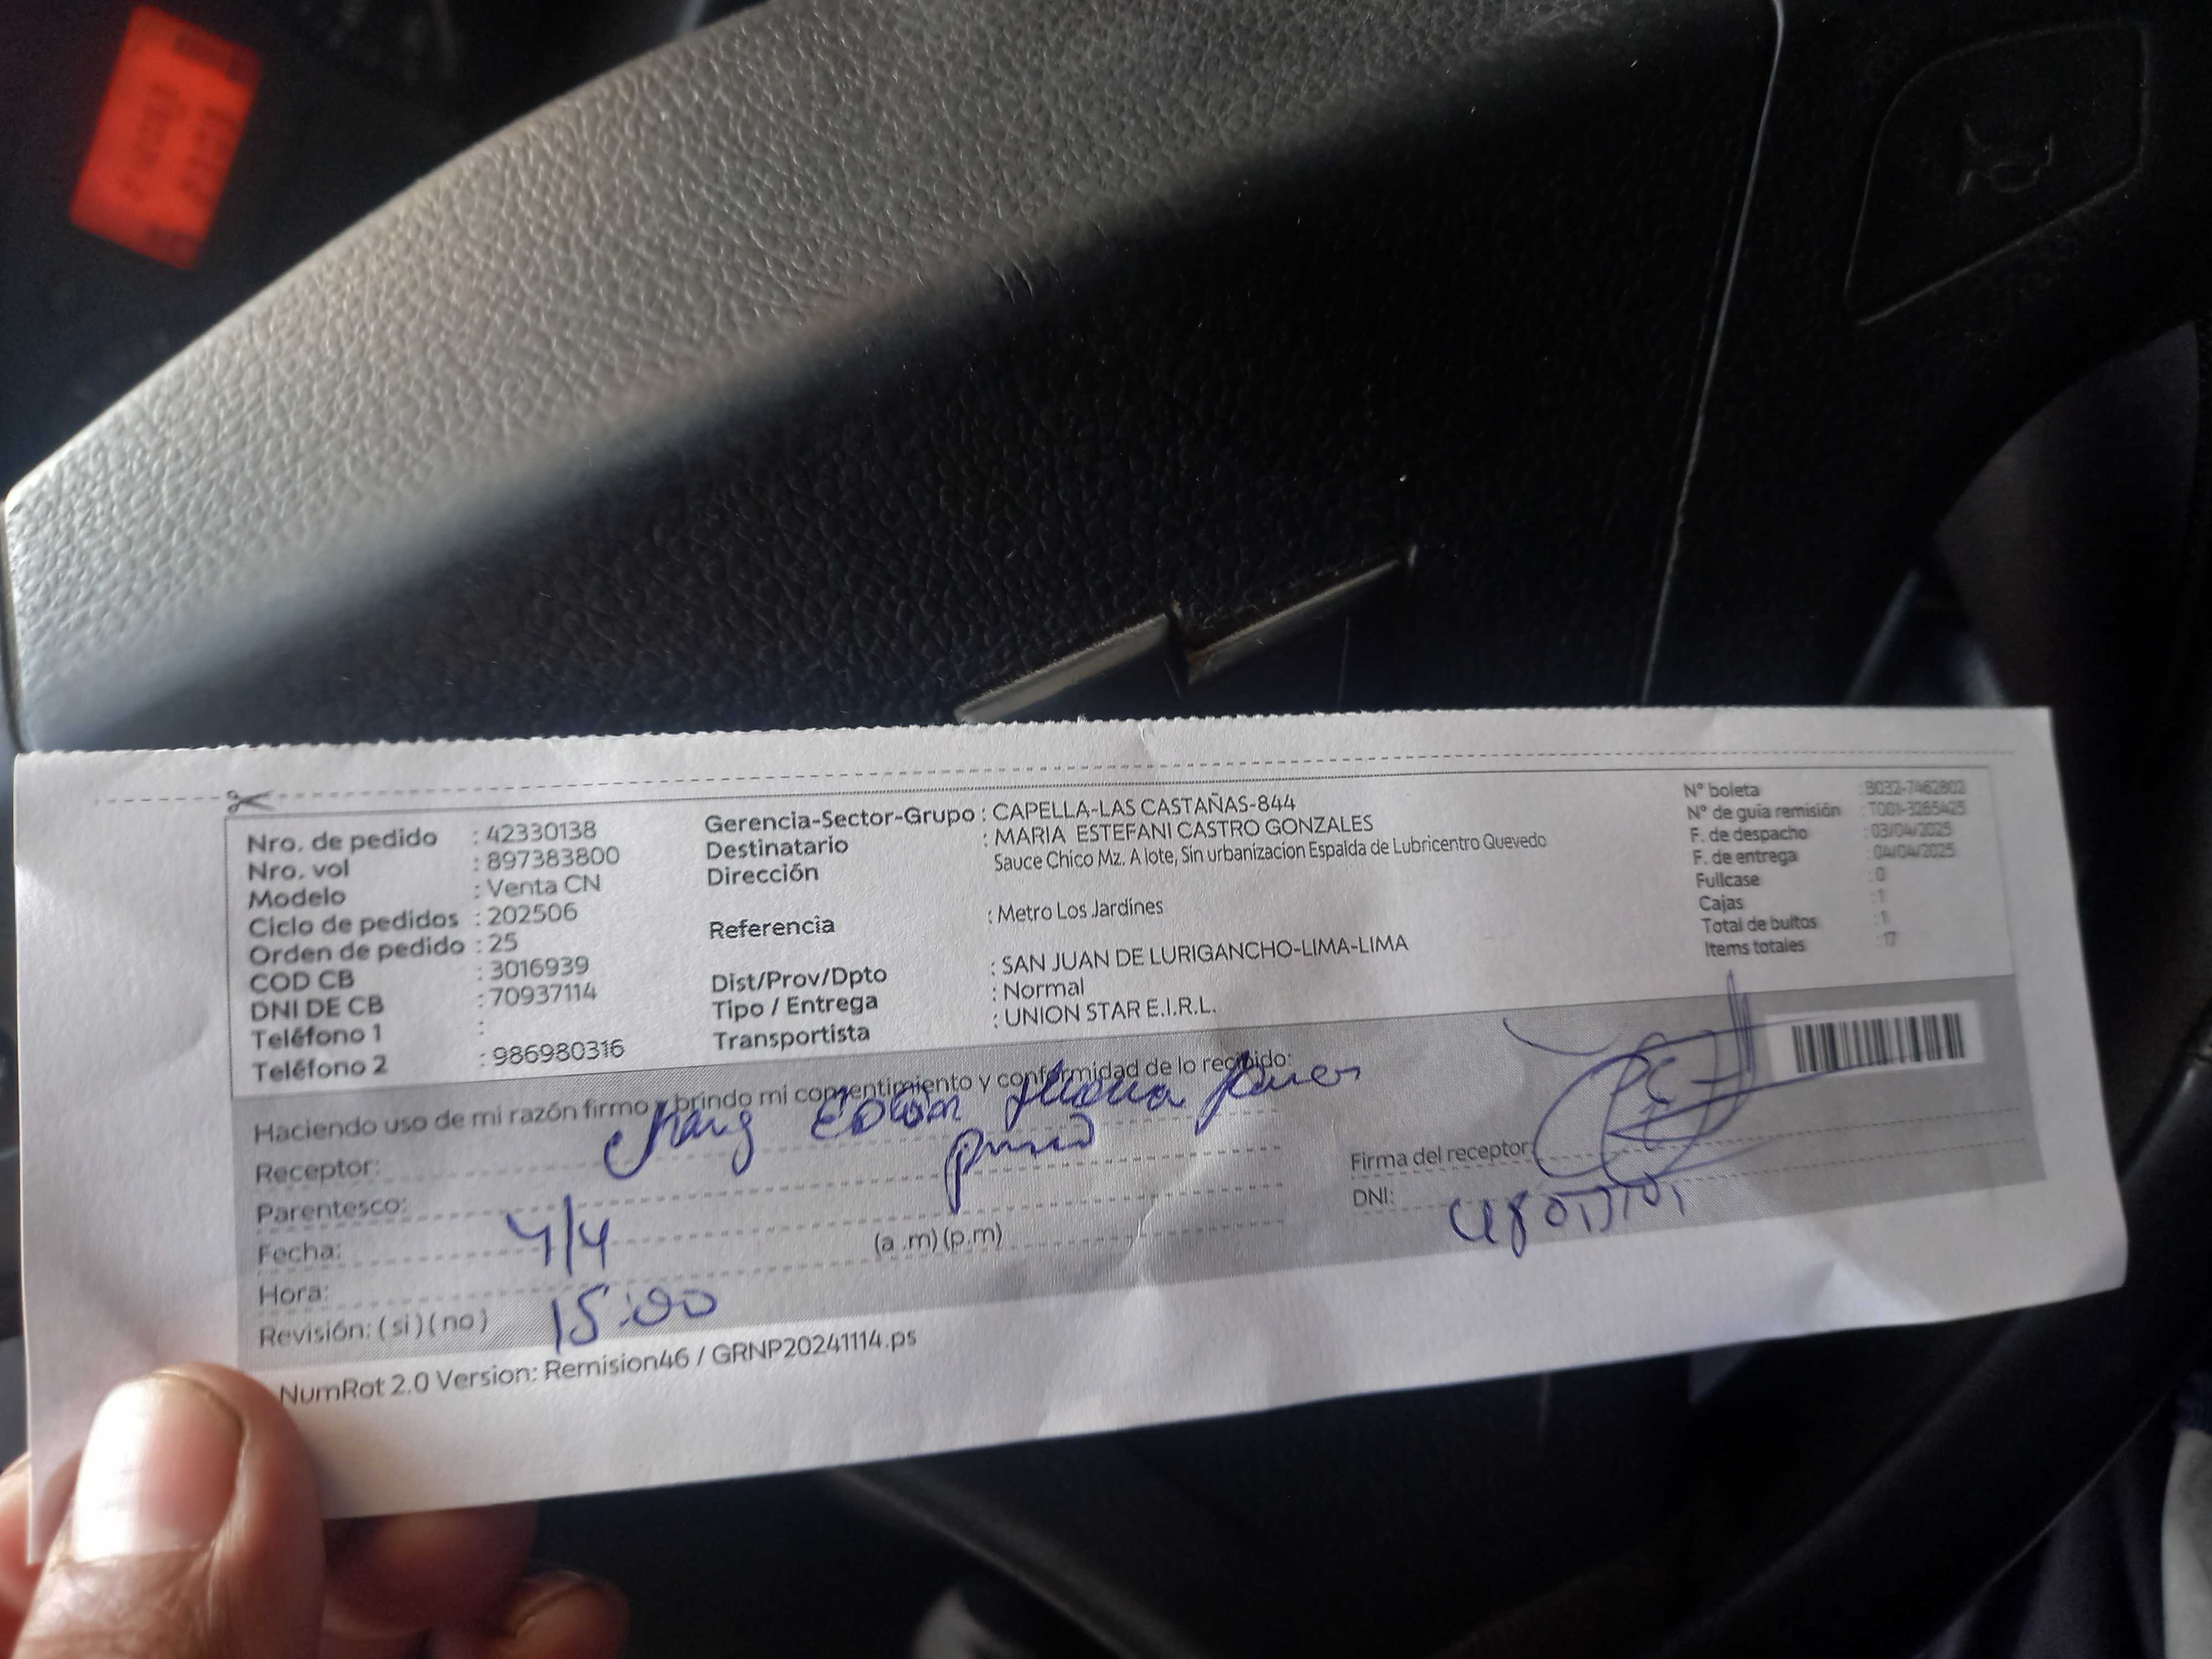 Nro. de pedido : 42330138
Nro. vol : 897383800
Modelo : Venta CN
Ciclo de pedidos : 202506
Orden de pedido : 25
COD CB : 3016939
DNI DE CB : 70937114
Teléfono 1 :
Teléfono 2 : 986980316
Gerencia-Sector-Grupo : CAPELLA-LAS CASTAÑAS-844
Destinatario : MARIA ESTEFANI CASTRO GONZALES
Dirección Sauce Chico Mz. A lote, Sin urbanizacion Espalda de Lubricentro Quevedo
Referencia : Metro Los Jardínes
Dist/Prov/Dpto : SAN JUAN DE LURIGANCHO-LIMA-LIMA
Tipo / Entrega : Normal
Transportista : UNION STAR E.I.R.L.
N° boleta : B032-7462802
N° de guía remisión : T001-3265425
F. de despacho : 03/04/2025
F. de entrega : 04/04/2025
Fullcase : 0
Cajas : 1
Total de bultos : 1
Items totales : 17
Haciendo uso de mi razón firmo y brindo mi consentimiento y conformidad de lo recibido:
Receptor:
Parentesco:
Fecha: 4/4
Hora: 15:00 (a .m) (p.m)
Revisión: ( si ) ( no )
Firma del receptor:
DNI:
NumRot 2.0 Version: Remision46 / GRNP20241114.ps